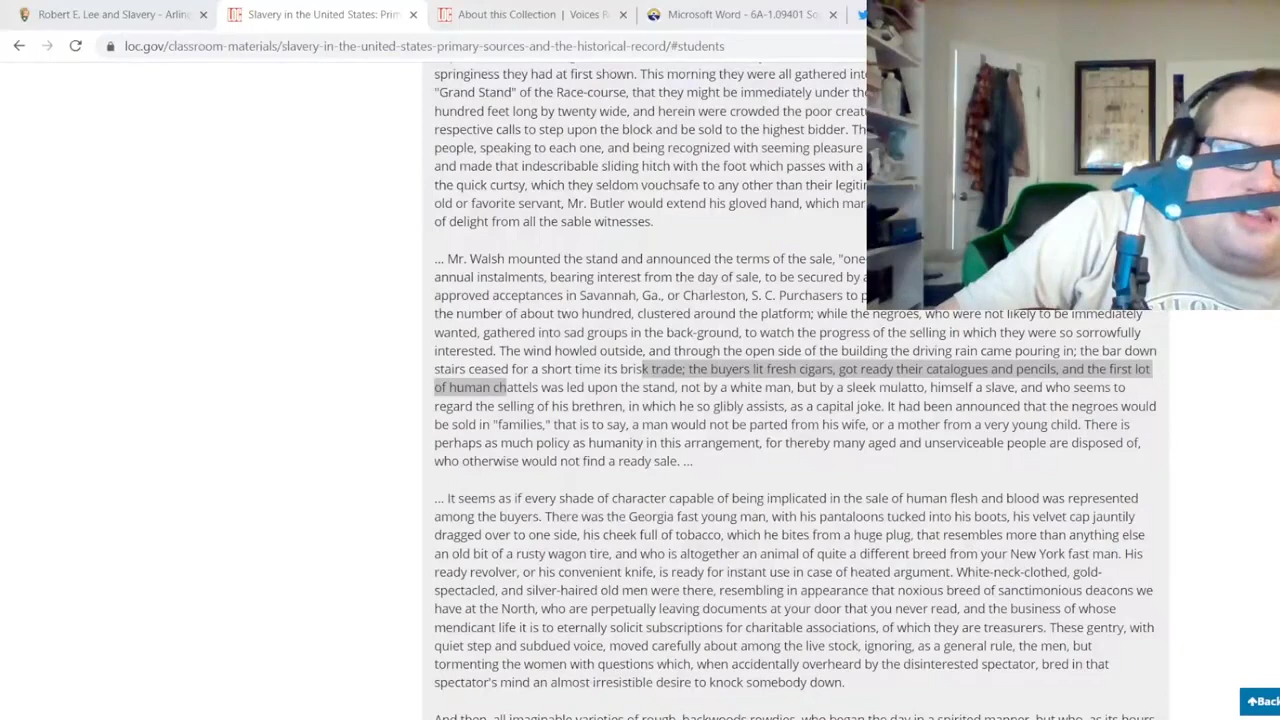 Robert E, Lee and Slavery - Arlin
Slavery in the United States: Prim
About this Collection | Voices R
Microsoft Word - 6A-1.09401 So
loc.gov/classroom-materials/slavery-in-the-united-states-primary-sources-and-the-historical-record/#students
springiness they had at first shown. This morning they were all gathered into
"Grand Stand" of the Race-course, that they might be immediately under the
hundred feet long by twenty wide, and herein were crowded the poor creat
respective calls to step upon the block and be sold to the highest bidder. Th
people, speaking to each one, and being recognized with seeming pleasure
and made that inescribable sliding hitch with the foot which passes with a
the quick curtsy, which they seldom vouchsafe to any other than their legitin
old or favorite servant, Mr. Butler would extend his gloved hand, which mar
of delight from all the sable witnesses.
... Mr. Walsh mounted the stand and announced the terms of the sale, "one
annual instalments, bearing interest from the day of sale, to be secured by a
approved acceptances in Savannah, Ga., or Charleston, S. C. Purchasers to p
the number of about two hundred, clustered around the platform; while the negroes, who were not likely to be immediately
wanted, gathered into sad groups in the back-ground, to watch the progress of the selling in which they were so sorrowfully
interested. The wind howled outside, and through the open side of the building the driving rain came pouring in; the bar down
stairs ceased for a short time its brisk trade; the buyers lit fresh cigars, got ready their catalogues and pencils, and the first lot
of human chattels was led upon the stand, not by a white man, but by a sleek mulatto, himself a slave, and who seems to
regard the selling of his brethren, in which he so glibly assists, as a capital joke. It had been announced that the negroes would
be sold in "families," that is to say, a man would not be parted from his wife, or a mother from a very young child. There is
perhaps as much policy as humanity in this arrangement, for thereby many aged and unserviceable people are disposed of,
who otherwise would not find a ready sale. ...
... It seems as if every shade of character capable of being implicated in the sale of human flesh and blood was represented
among the buyers. There was the Georgia fast young man, with his pantaloons tucked into his boots, his velvet cap jauntily
dragged over to one side, his cheek full of tobacco, which he bites from a huge plug, that resembles more than anything else
an old bit of a rusty wagon tire, and who is altogether an animal of quite a different breed from your New York fast man. His
ready revolver, or his convenient knife, is ready for instant use in case of heated argument. White-neck-clothed, gold-
spectacled, and silver-haired old men were there, resembling in appearance that noxious breed of sanctimonious deacons we
have at the North, who are perpetually leaving documents at your door that you never read, and the business of whose
mendicant life it is to eternally solicit subscriptions for charitable associations, of which they are treasurers. These gentry, with
quiet step and subdued voice, moved carefully about among the live stock, ignoring, as a general rule, the men, but
tormenting the women with questions which, when accidentally overheard by the disinterested spectator, bred in that
spectator's mind an almost irresistible desire to knock somebody down.
And then, all imaginable varieties of rough, backwoods rowdies, who began the day in a spirited manner, but who, as its hours
Back